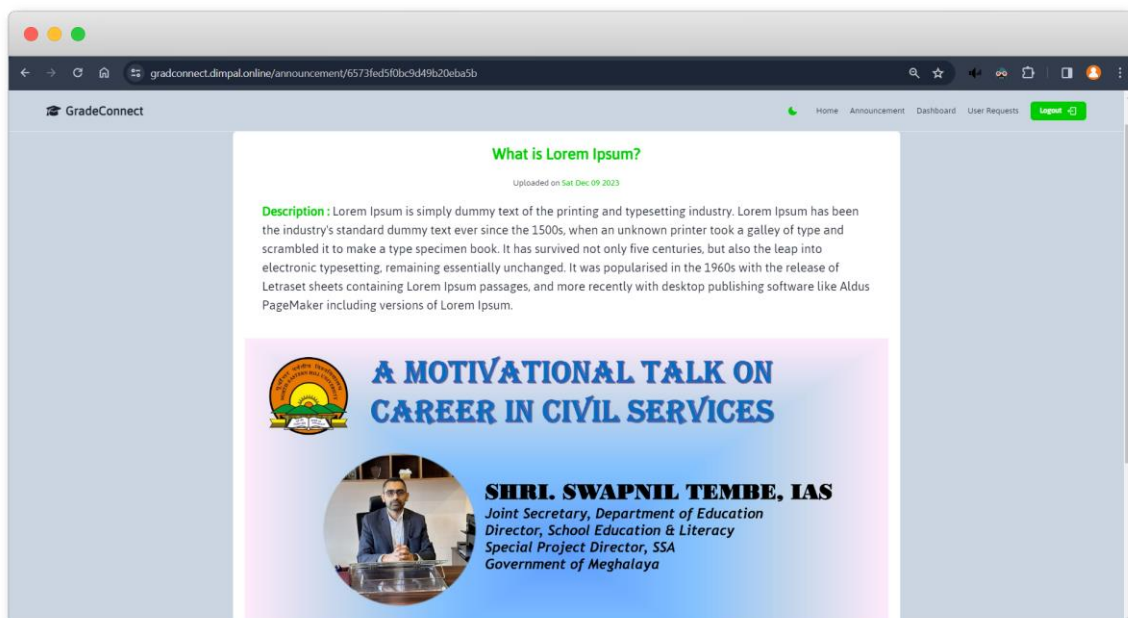 gradconnect.dimpal.online/announcement/6573fed5f0bc9d49b20eba5b
GradeConnect
Home Announcement Dashboard User Requests Logout
What is Lorem Ipsum?
Uploaded on Sat Dec 09 2023
Description : Lorem Ipsum is simply dummy text of the printing and typesetting industry. Lorem Ipsum has been
the industry's standard dummy text ever since the 1500s, when an unknown printer took a galley of type and
scrambled it to make a type specimen book. It has survived not only five centuries, but also the leap into
electronic typesetting, remaining essentially unchanged. It was popularised in the 1960s with the release of
Letraset sheets containing Lorem Ipsum passages, and more recently with desktop publishing software like Aldus
PageMaker including versions of Lorem Ipsum.
A MOTIVATIONAL TALK ON
CAREER IN CIVIL SERVICES
SHRI. SWAPNIL TEMBE, IAS
Joint Secretary, Department of Education
Director, School Education & Literacy
Special Project Director, SSA
Government of Meghalaya